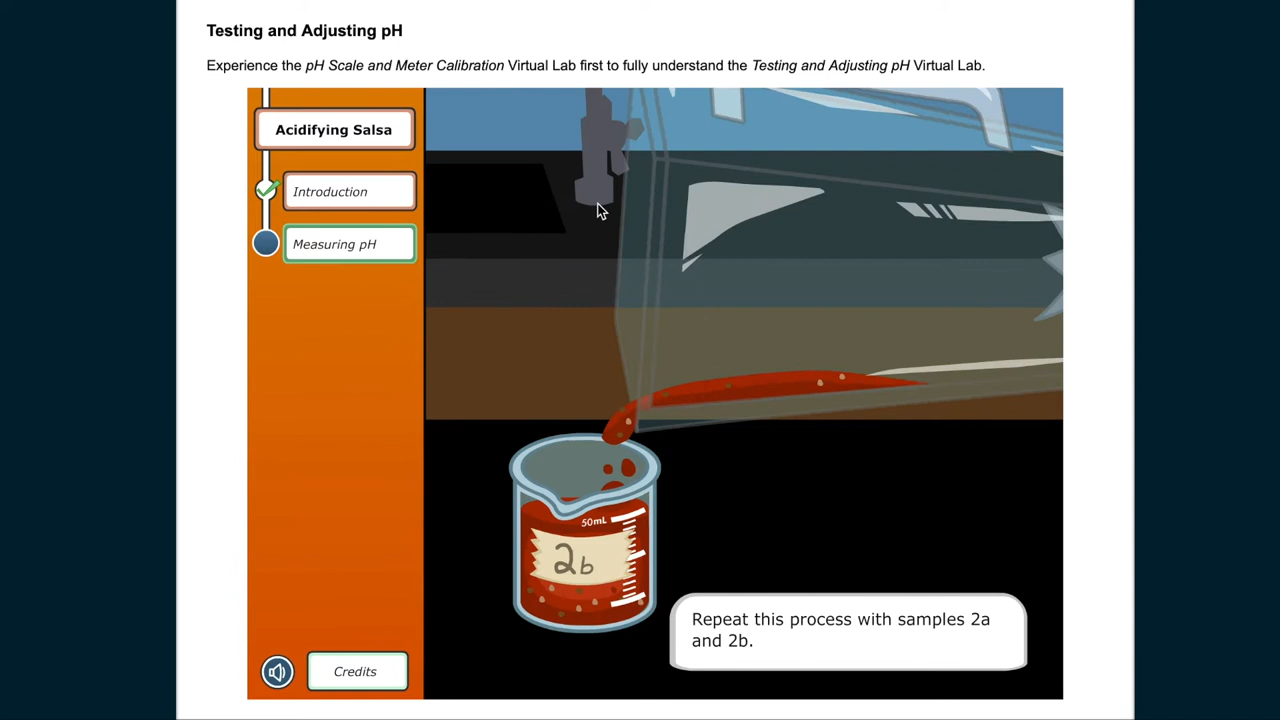 Testing and Adjusting pH
Experience the pH Scale and Meter Calibration Virtual Lab first to fully understand the Testing and Adjusting pH Virtual Lab.
Acidifying Salsa
Introduction
Measuring pH
50mL
2b
Repeat this process with samples 2a
and 2b.
Credits